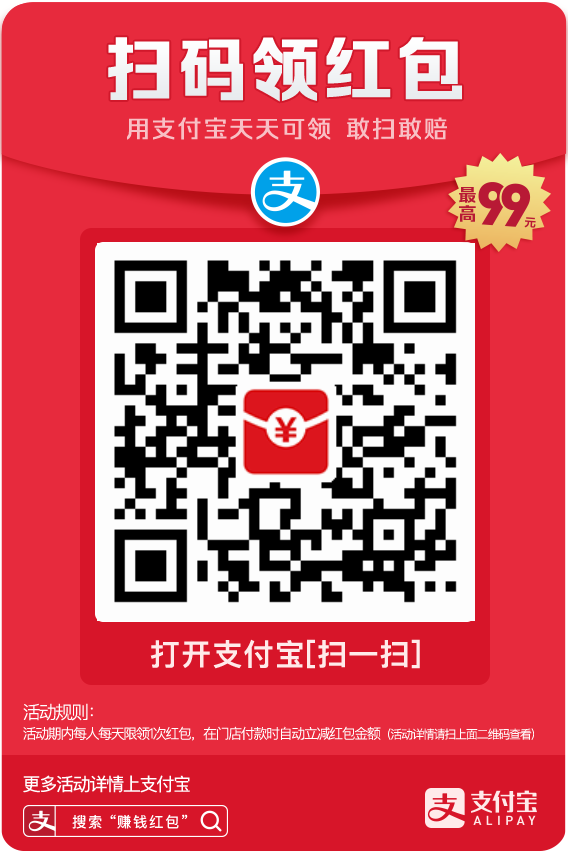 扫码领红包
用支付宝天天可领 敢扫敢赔
支
最高99元
¥
打开支付宝[扫一扫]
活动规则：
活动期内每人每天限领1次红包，在门店付款时自动立减红包金额（活动详情请扫上面二维码查看）
更多活动详情上支付宝
支 搜索“赚钱红包”
支 支付宝
ALIPAY